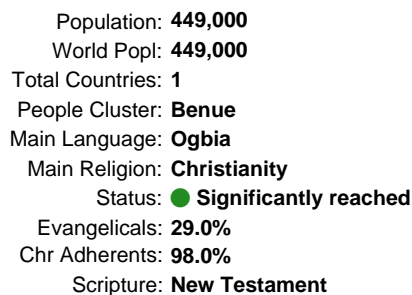 Population: 449,000
World Popl: 449,000
Total Countries: 1
People Cluster: Benue
Main Language: Ogbia
Main Religion: Christianity
Status: Significantly reached
Evangelicals: 29.0%
Chr Adherents: 98.0%
Scripture: New Testament